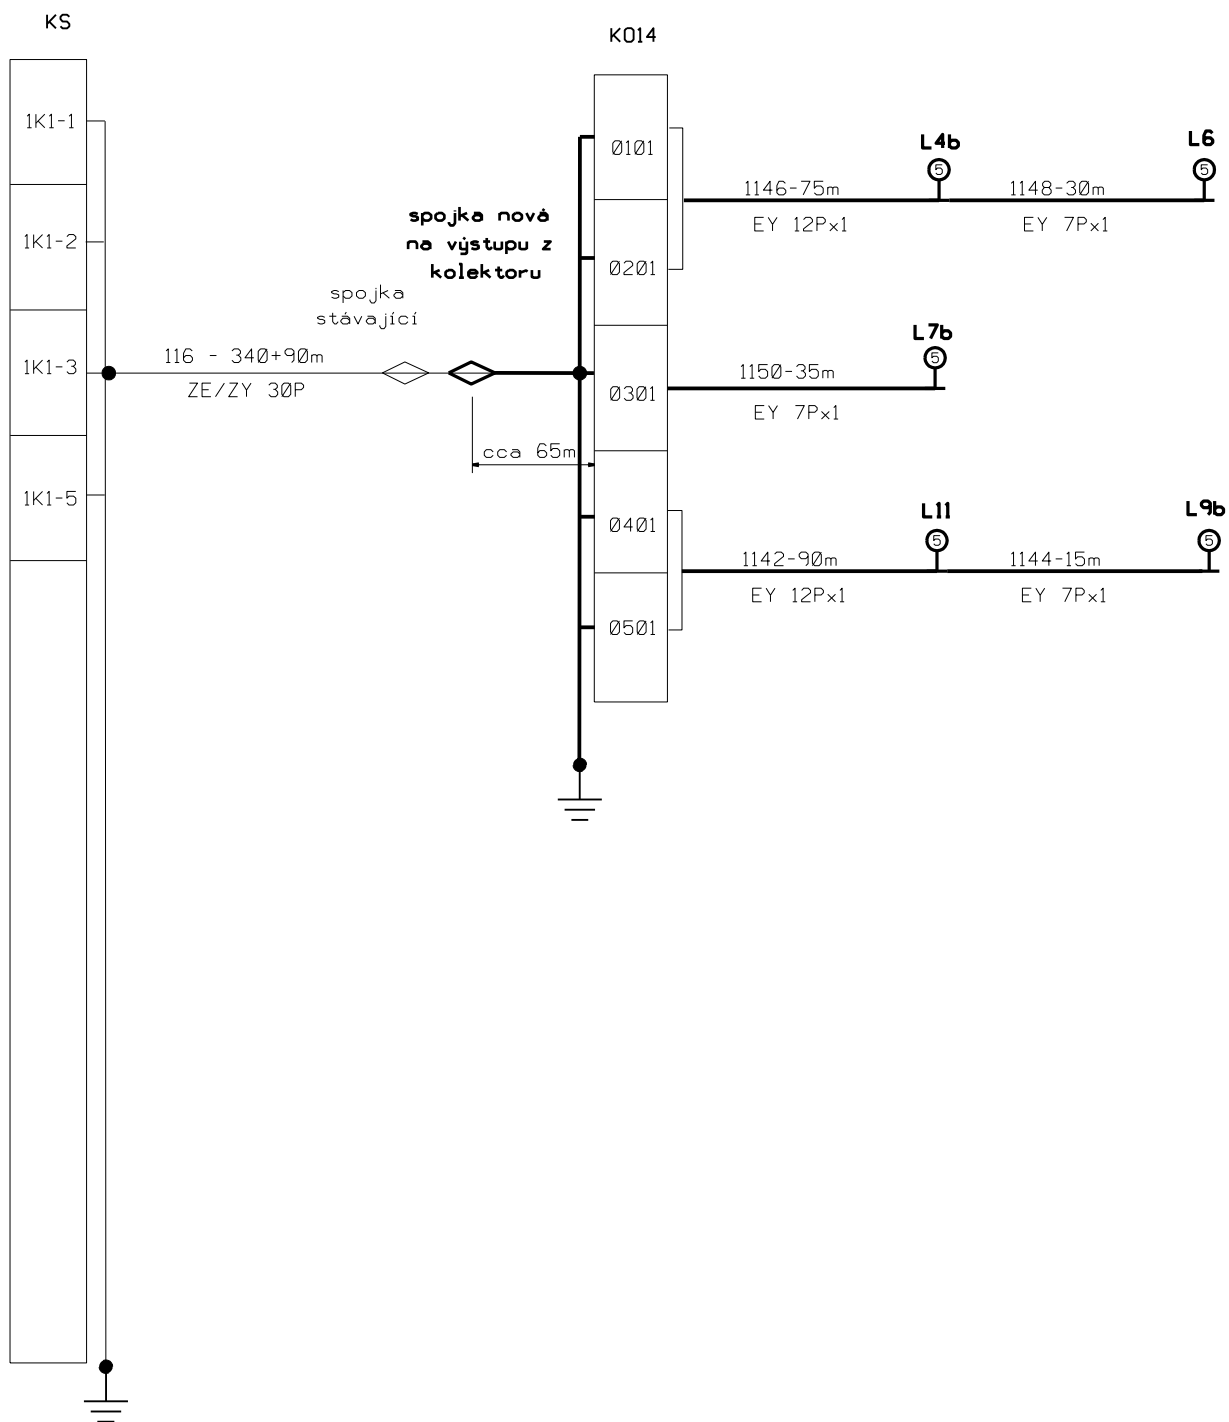 KS
KO14
1K1-1
1K1-2
1K1-3
1K1-5
116 - 340+90m
ZE/ZY 30P
spojka
stávající
spojka nová
na výstupu z
kolektoru
cca 65m
0101
0201
0301
0401
0501
1146-75m
EY 12Px1
L4b
5
1148-30m
EY 7Px1
L6
5
1150-35m
EY 7Px1
L7b
5
1142-90m
EY 12Px1
L11
5
1144-15m
EY 7Px1
L9b
5